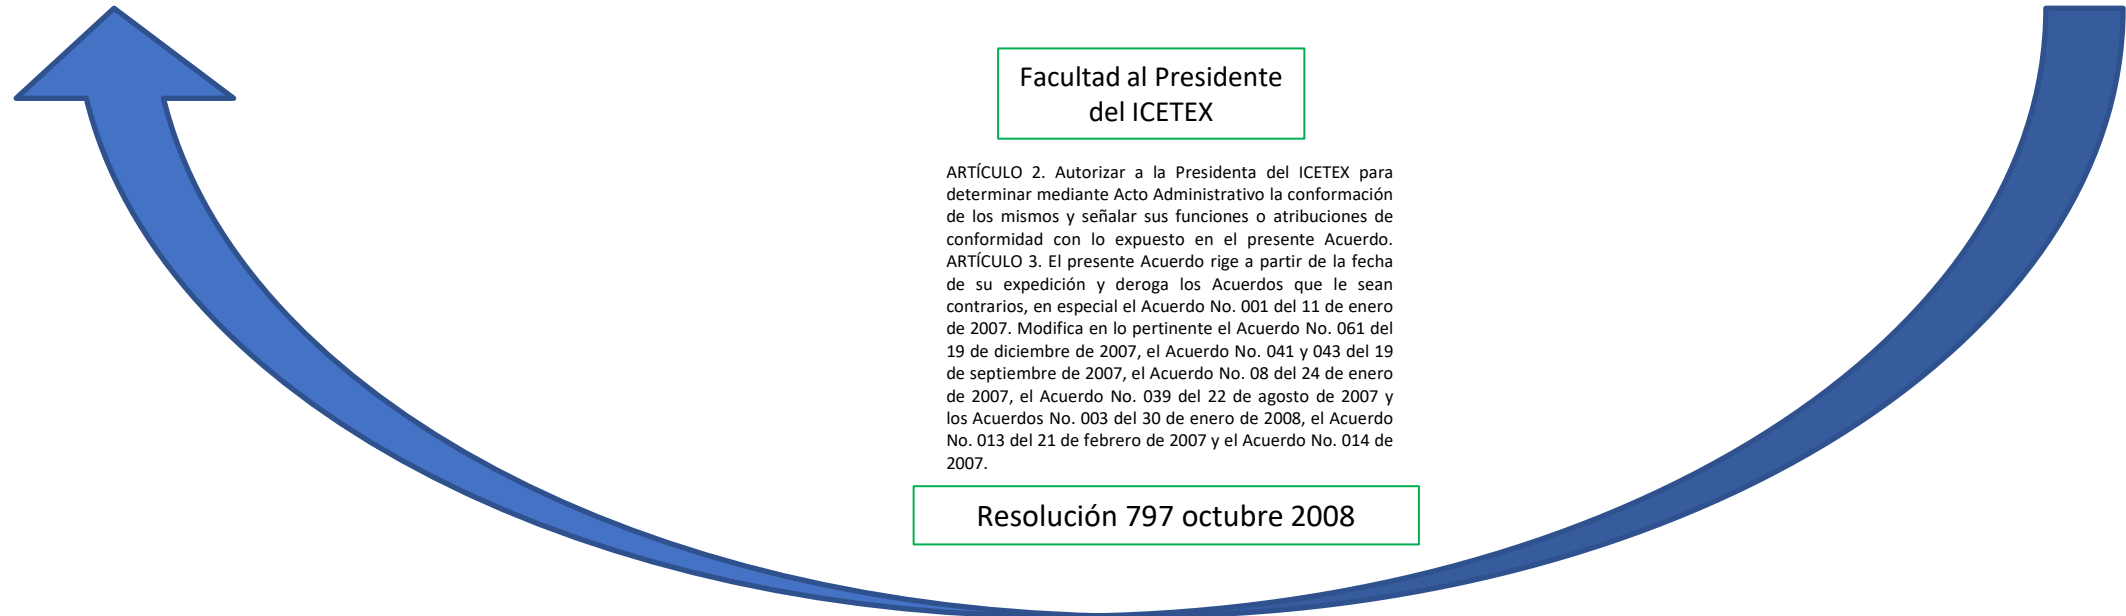 Facultad al Presidente
del ICETEX
ARTÍCULO 2. Autorizar a la Presidenta del ICETEX para
determinar mediante Acto Administrativo la conformación
de los mismos y señalar sus funciones o atribuciones de
conformidad con lo expuesto en el presente Acuerdo.
ARTÍCULO 3. El presente Acuerdo rige a partir de la fecha
de su expedición y deroga los Acuerdos que le sean
contrarios, en especial el Acuerdo No. 001 del 11 de enero
de 2007. Modifica en lo pertinente el Acuerdo No. 061 del
19 de diciembre de 2007, el Acuerdo No. 041 y 043 del 19
de septiembre de 2007, el Acuerdo No. 08 del 24 de enero
de 2007, el Acuerdo No. 039 del 22 de agosto de 2007 y
los Acuerdos No. 003 del 30 de enero de 2008, el Acuerdo
No. 013 del 21 de febrero de 2007 y el Acuerdo No. 014 de
2007.
Resolución 797 octubre 2008